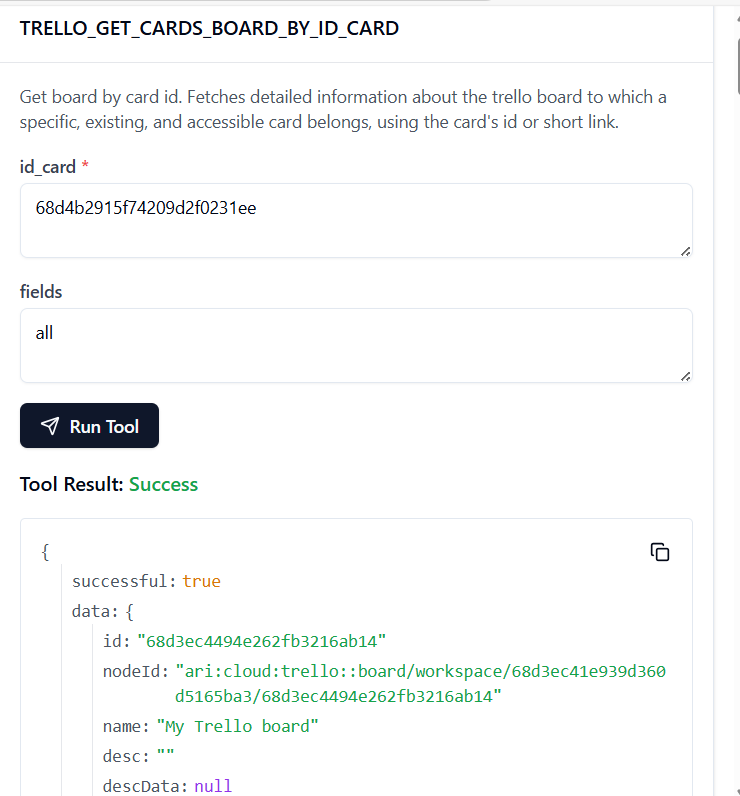 TRELLO_GET_CARDS_BOARD_BY_ID_CARD
Get board by card id. Fetches detailed information about the trello board to which a
specific, existing, and accessible card belongs, using the card's id or short link.
id_card *
68d4b2915f74209d2f0231ee
fields
all
Run Tool
Tool Result: Success
{
successful: true
data: {
id: "68d3ec4494e262fb3216ab14"
nodeId: "ari:cloud:trello::board/workspace/68d3ec41e939d360
d5165ba3/68d3ec4494e262fb3216ab14"
name: "My Trello board"
desc: ""
descData: null